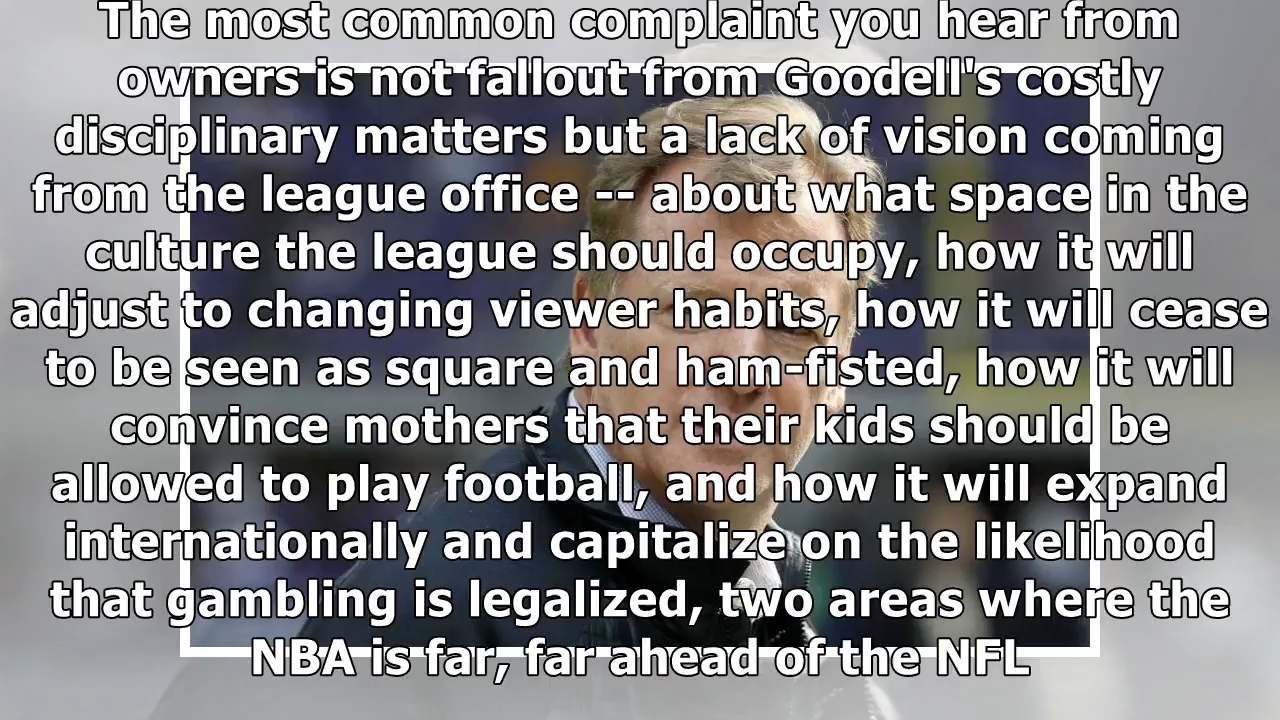 The most common complaint you hear from
owners is not fallout from Goodell's costly
disciplinary matters but a lack of vision coming
from the league office -- about what space in the
culture the league should occupy, how it will
adjust to changing viewer habits, how it will cease
to be seen as square and ham-fisted, how it will
convince mothers that their kids should be
allowed to play football, and how it will expand
internationally and capitalize on the likelihood
that gambling is legalized, two areas where the
NBA is far, far ahead of the NFL